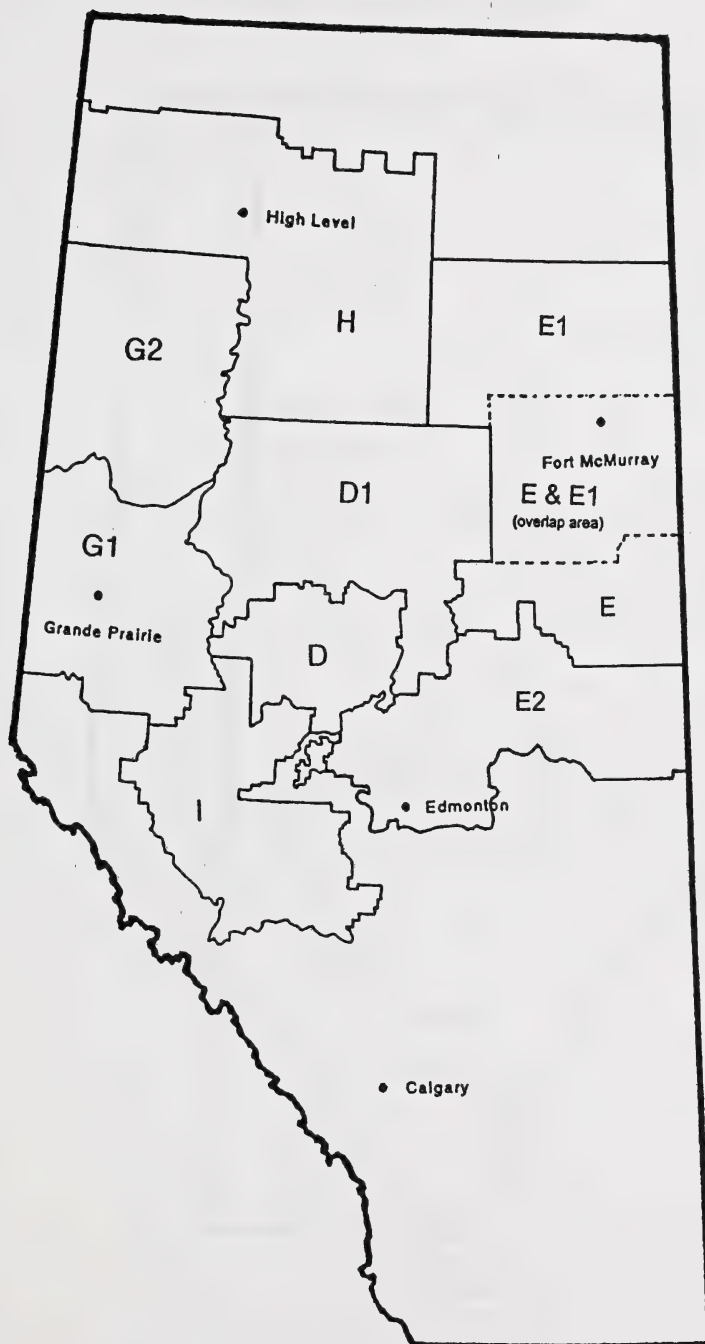 High Level
H
G2
E1
Fort McMurray
E & E1
(overlap area)
D1
G1
Grande Prairie
E
D
E2
I
Edmonton
Calgary